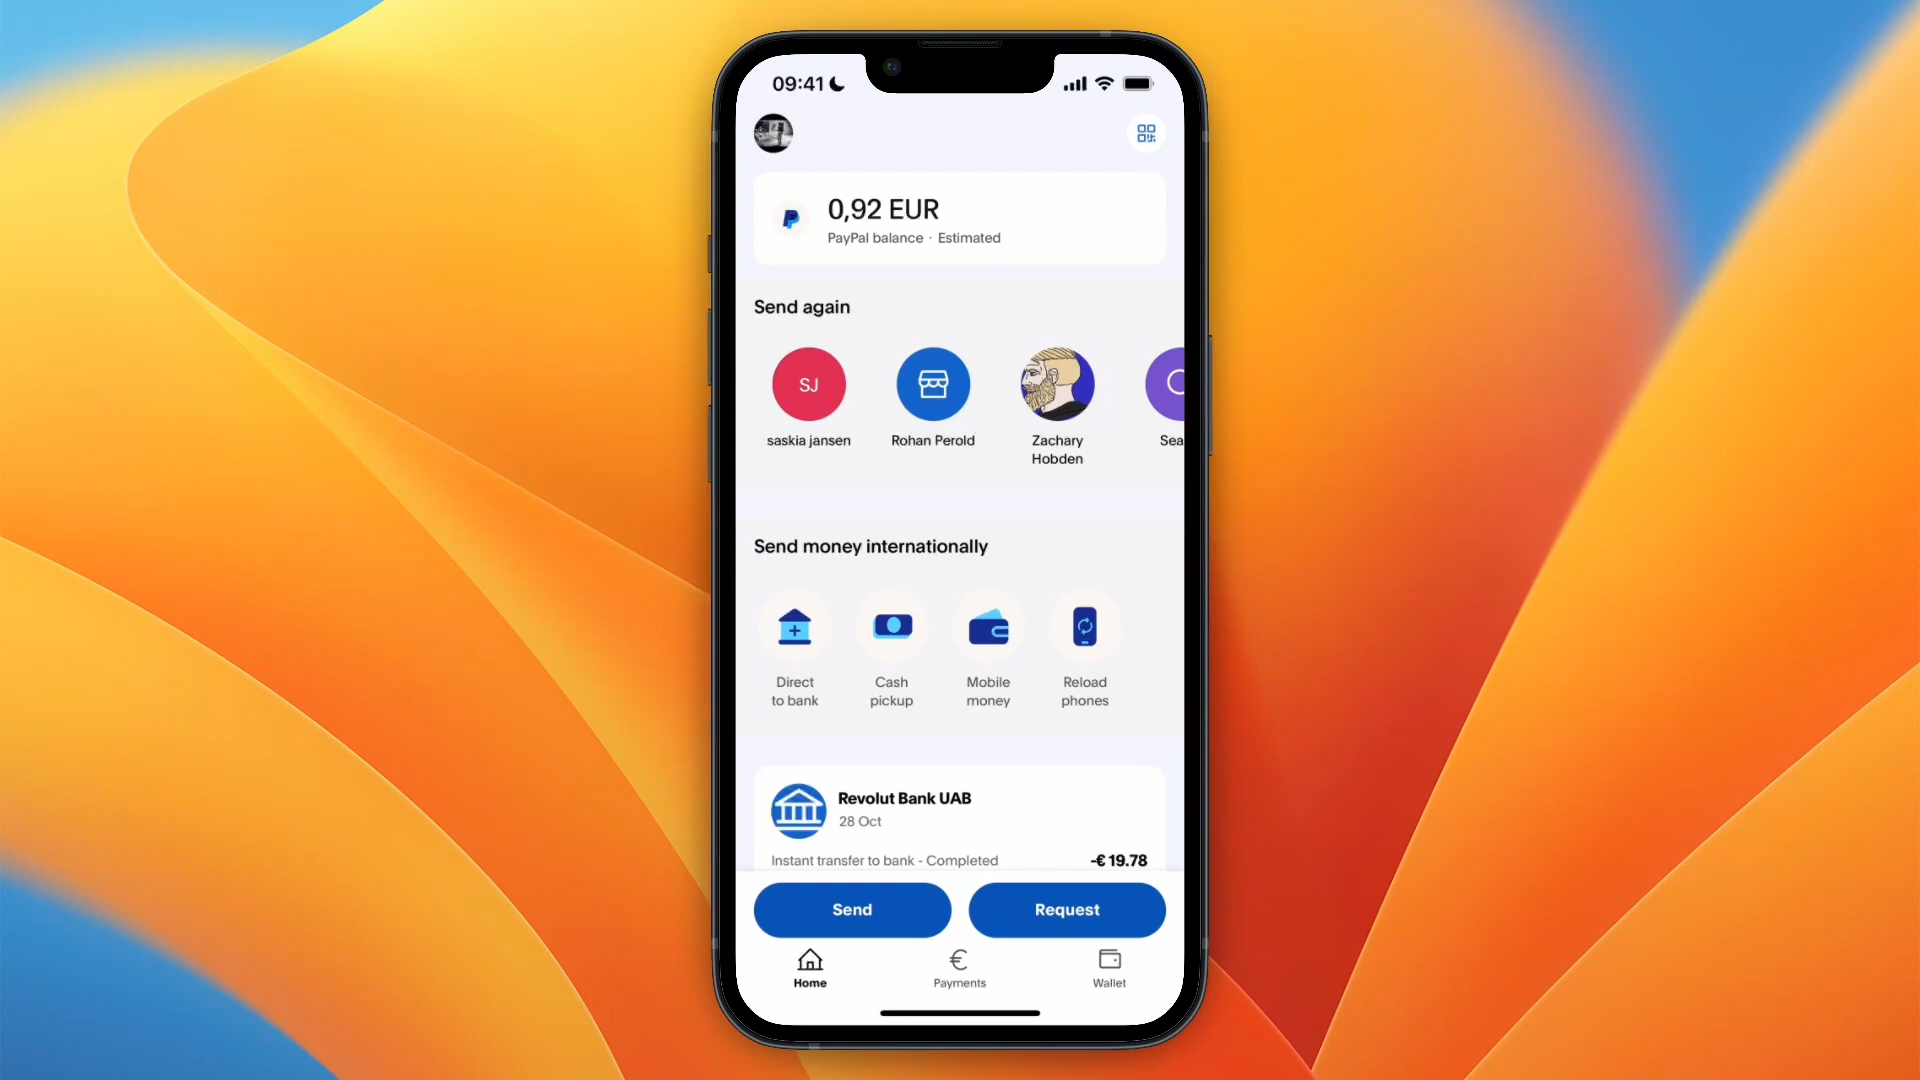 09:41
0,92 EUR
PayPal balance · Estimated
Send again
SJ
saskia jansen
Rohan Perold
Zachary
Hobden
Sea
Send money internationally
Direct
to bank
Cash
pickup
Mobile
money
Reload
phones
Revolut Bank UAB
28 Oct
Instant transfer to bank - Completed
-€ 19.78
Send
Request
Home
Payments
Wallet